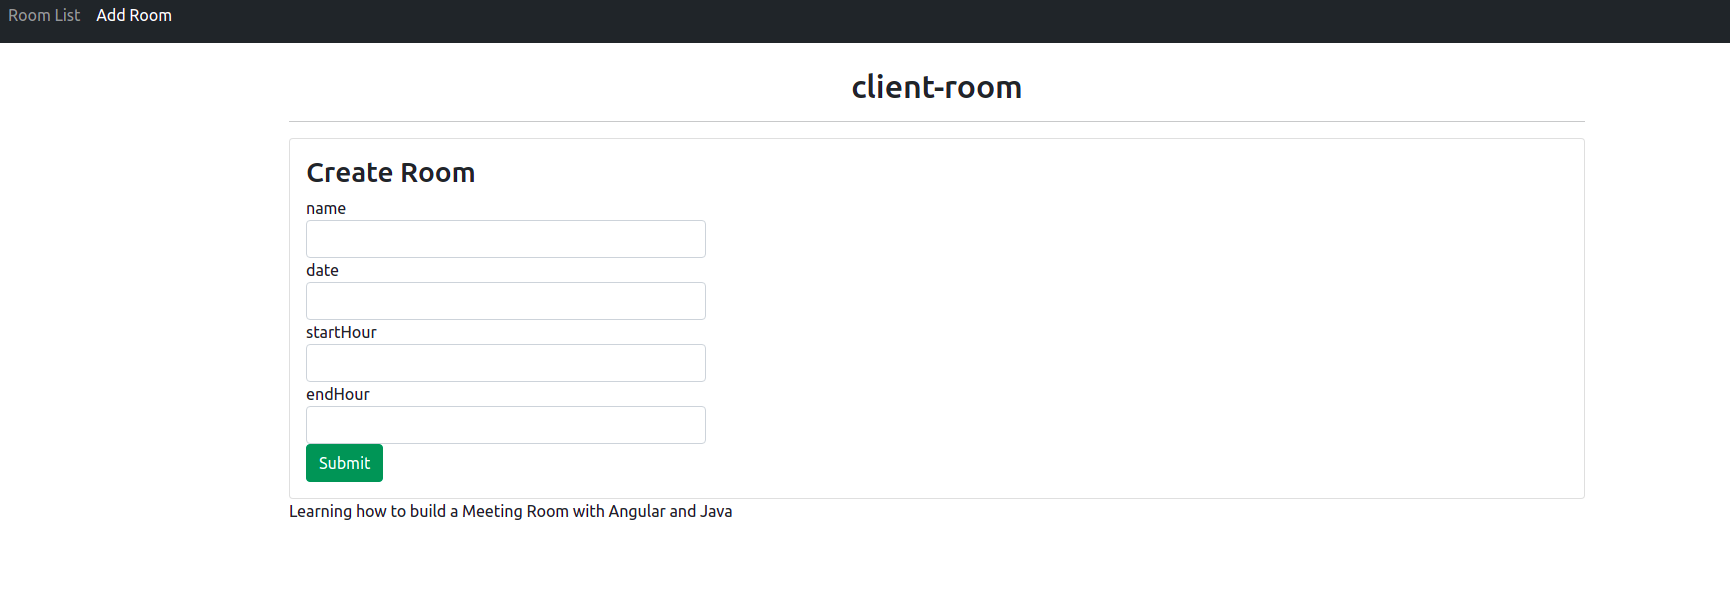 Room List Add Room
client-room
Create Room
name
date
startHour
endHour
Submit
Learning how to build a Meeting Room with Angular and Java